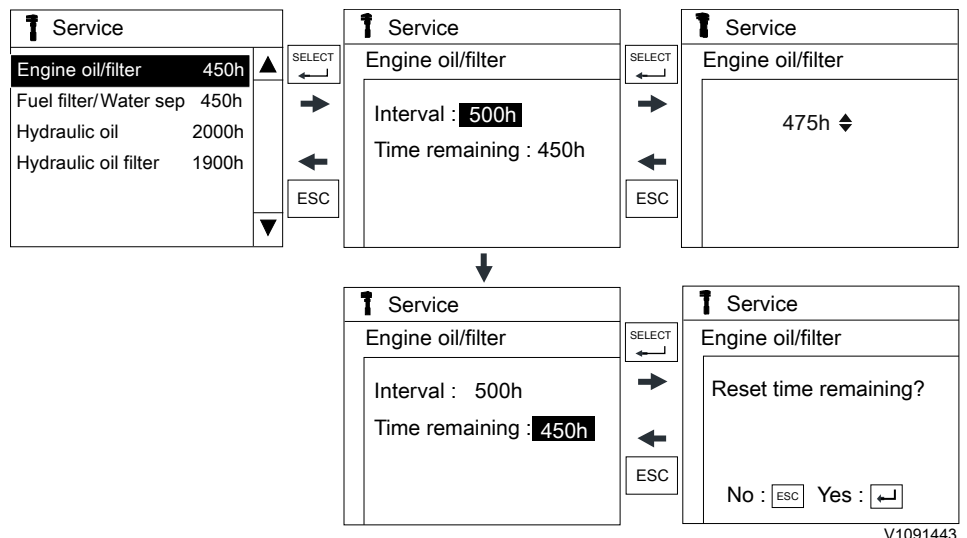 Service
Engine oil/filter 450h
Fuel filter/Water sep 450h
Hydraulic oil 2000h
Hydraulic oil filter 1900h
SELECT
ESC
Service
Engine oil/filter
Interval : 500h
Time remaining : 450h
SELECT
ESC
Service
Engine oil/filter
475h
Service
Engine oil/filter
Interval : 500h
Time remaining : 450h
SELECT
ESC
Service
Engine oil/filter
Reset time remaining?
No : ESC Yes :
V1091443